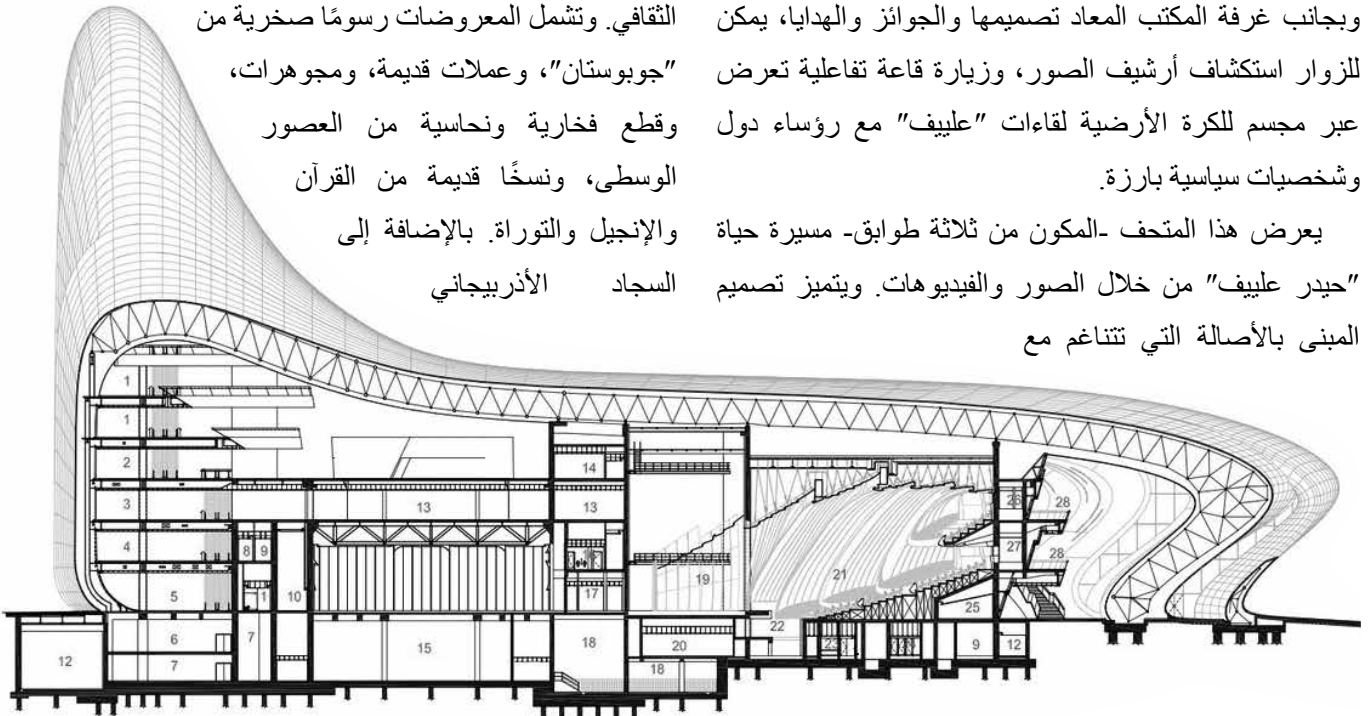 وبجانب غرفة المكتب المعاد تصميمها والجوائز والهدايا، يمكن
للزوار استكشاف أرشيف الصور، وزيارة قاعة تفاعلية تعرض
عبر مجسم للكرة الأرضية لقاءات "علييف" مع رؤساء دول
وشخصيات سياسية بارزة.
يعرض هذا المتحف -المكون من ثلاثة طوابق- مسيرة حياة
"حيدر علييف" من خلال الصور والفيديوهات. ويتميز تصميم
المبنى بالأصالة التي تتناغم مع
الثقافي. وتشمل المعروضات رسومًا صخرية من
"جوبوستان"، وعملات قديمة، ومجوهرات،
وقطع فخارية ونحاسية من العصور
الوسطى، ونسخًا قديمة من القرآن
والإنجيل والتوراة. بالإضافة إلى
السجاد الأذربيجاني
1
1
2
14
3
13
13
26
28
4
8
9
27
28
5
1
10
17
19
21
25
6
22
7
7
12
15
18
20
18
9
12